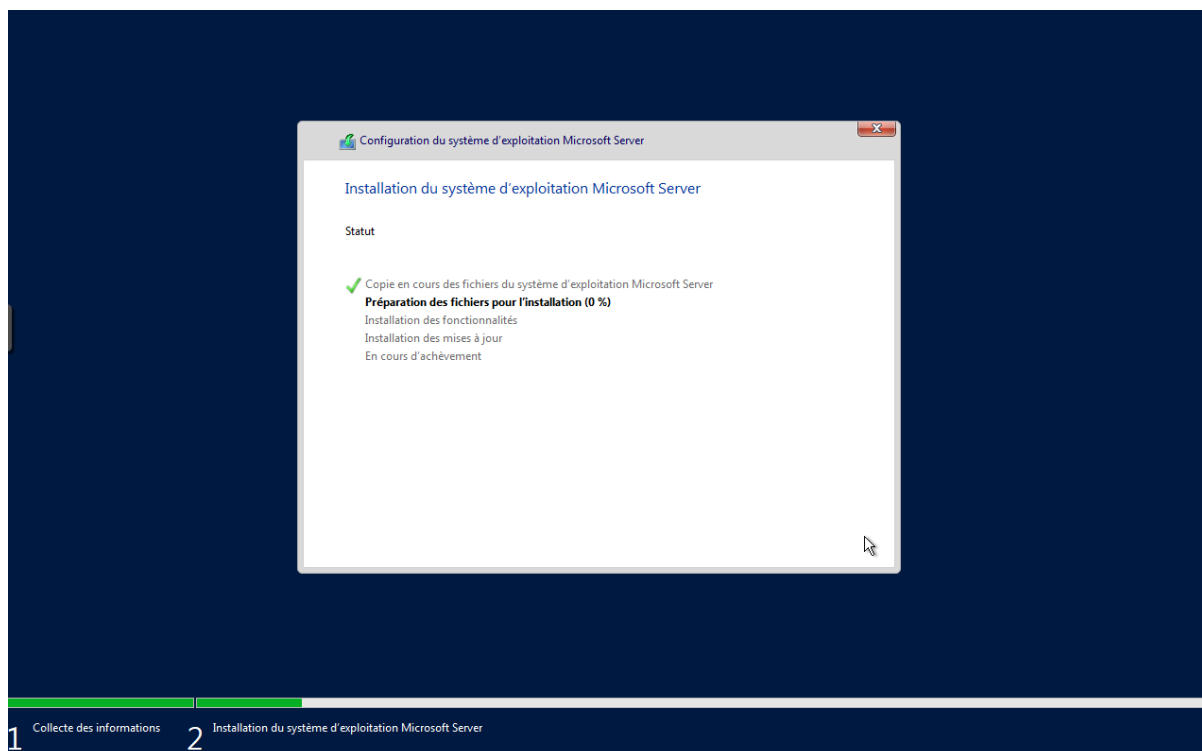 Configuration du système d'exploitation Microsoft Server
Installation du système d'exploitation Microsoft Server
Statut
Copie en cours des fichiers du système d'exploitation Microsoft Server
Préparation des fichiers pour l'installation (0 %)
Installation des fonctionnalités
Installation des mises à jour
En cours d'achèvement
1 Collecte des informations 2 Installation du système d'exploitation Microsoft Server